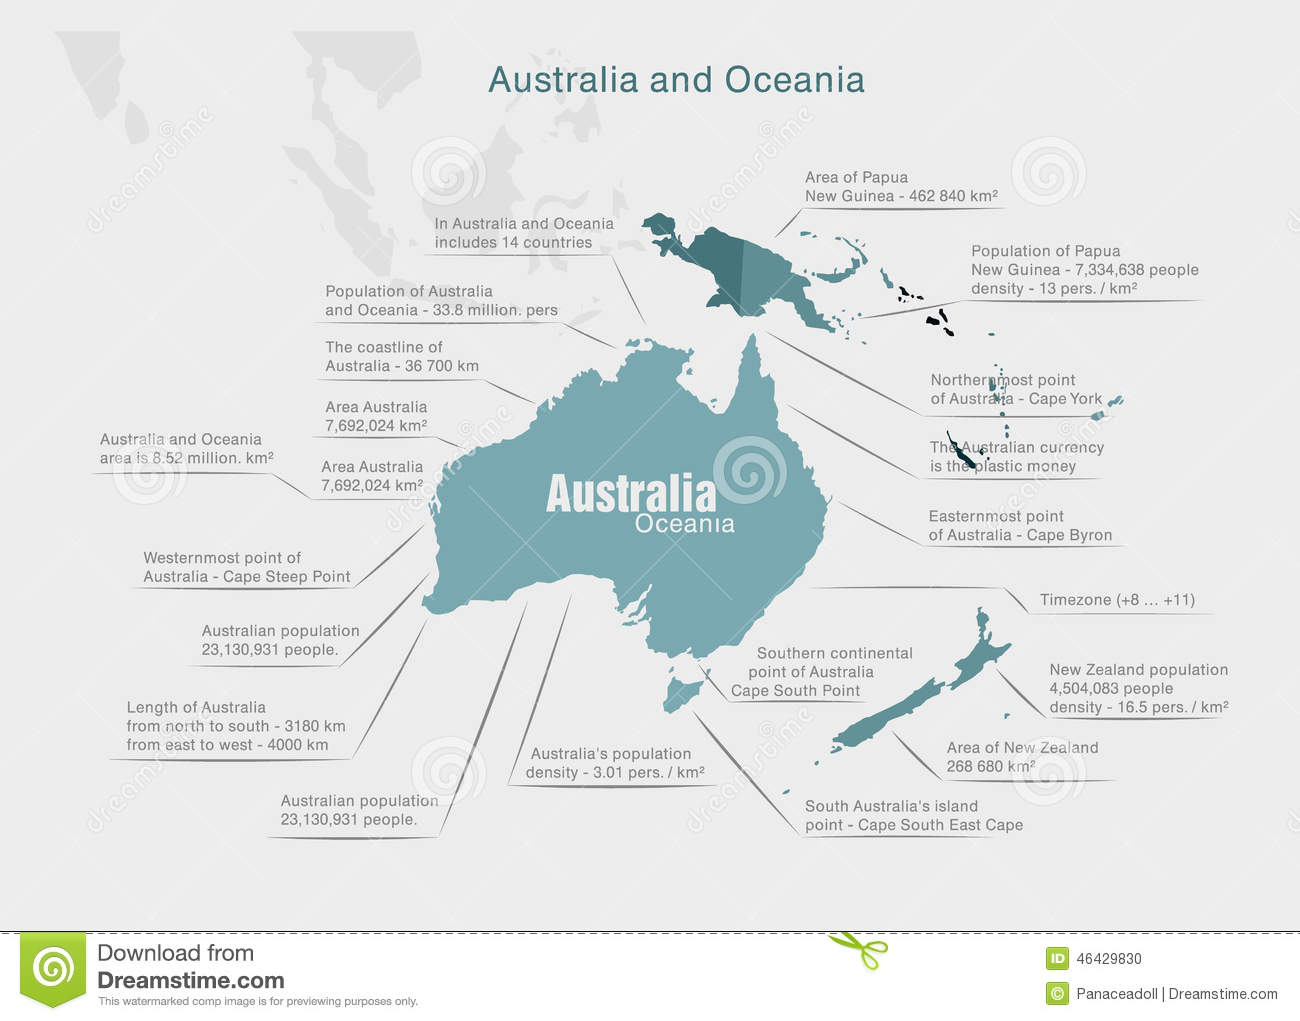 Australia and Oceania
Area of Papua
New Guinea - 462 840 km²
In Australia and Oceania
includes 14 countries
Population of Papua
New Guinea - 7,334,638 people
density - 13 pers. / km²
Population of Australia
and Oceania - 33.8 million. pers
The coastline of
Australia - 36 700 km
Northernmost point
of Australia - Cape York
Area Australia
7,692,024 km²
Australia and Oceania
area is 8.52 million. km²
The Australian currency
is the plastic money
Area Australia
7,692,024 km²
Australia
Oceania
Easternmost point
of Australia - Cape Byron
Westernmost point of
Australia - Cape Steep Point
Timezone (+8 ... +11)
Australian population
23,130,931 people.
Southern continental
point of Australia
Cape South Point
New Zealand population
4,504,083 people
density - 16.5 pers. / km²
Length of Australia
from north to south - 3180 km
from east to west - 4000 km
Australia's population
density - 3.01 pers. / km²
Area of New Zealand
268 680 km²
Australian population
23,130,931 people.
South Australia's island
point - Cape South East Cape
dreamstime
dreamstime
dreamstime
dreamstime
dreamstime
dreamstime
dreamstime
dreamstime
Download from
Dreamstime.com
This watermarked comp image is for previewing purposes only.
ID 46429830
© Panaceadoll | Dreamstime.com